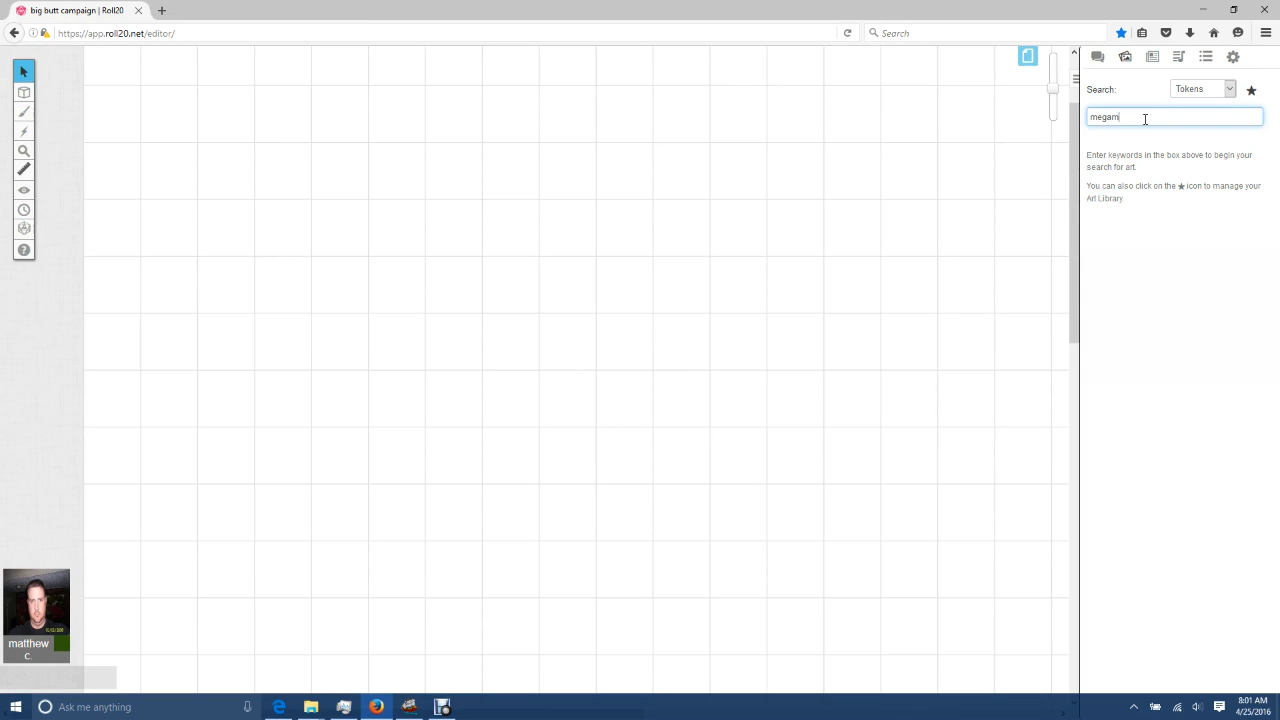 big butt campaign | Roll20
https://app.roll20.net/editor/
Search
Search:
Tokens
megam
Enter keywords in the box above to begin your
search for art.
You can also click on the ★ icon to manage your
Art Library
matthew
C.
Ask me anything
8:01 AM
4/25/2016